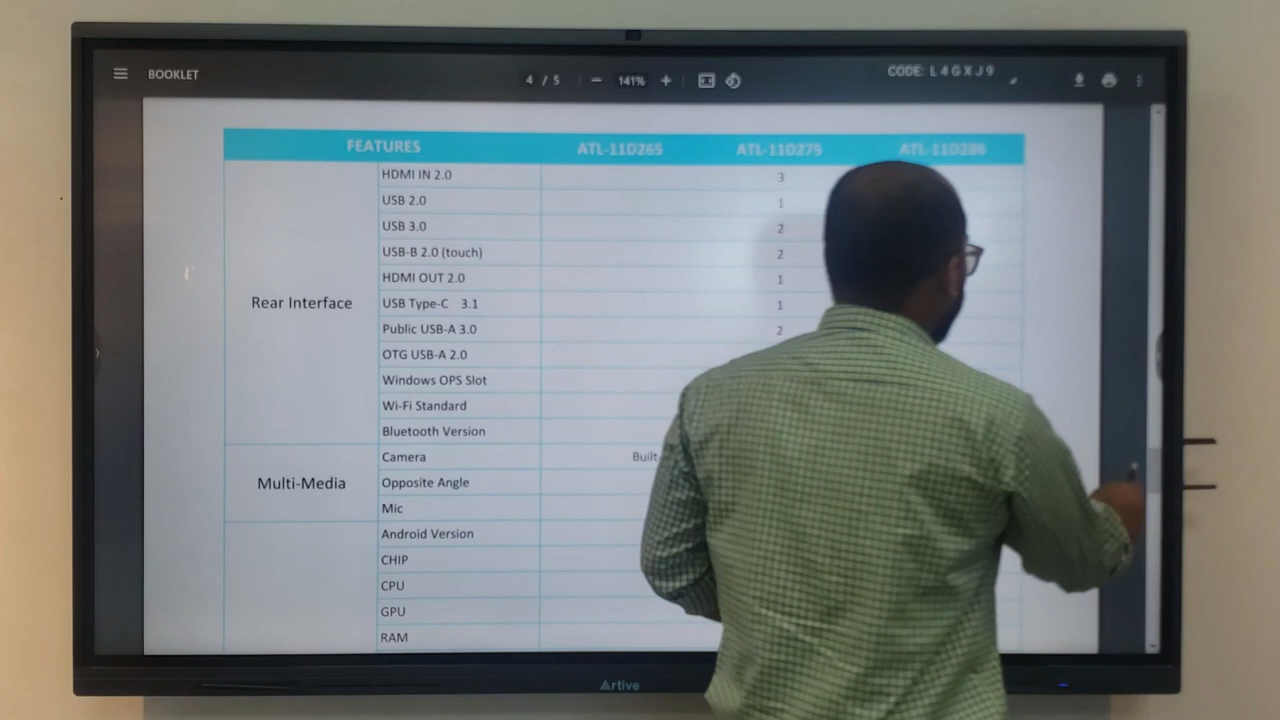 BOOKLET 4 / 5 141% CODE: L4GXJ9
FEATURES ATL-11D265 ATL-11D275 ATL-11D286
HDMI IN 2.0 3
USB 2.0 1
USB 3.0 2
USB-B 2.0 (touch) 2
HDMI OUT 2.0 1
Rear Interface
USB Type-C 3.1 1
Public USB-A 3.0 2
OTG USB-A 2.0
Windows OPS Slot
Wi-Fi Standard
Bluetooth Version
Camera Built
Multi-Media
Opposite Angle
Mic
Android Version
CHIP
CPU
GPU
RAM
Artive